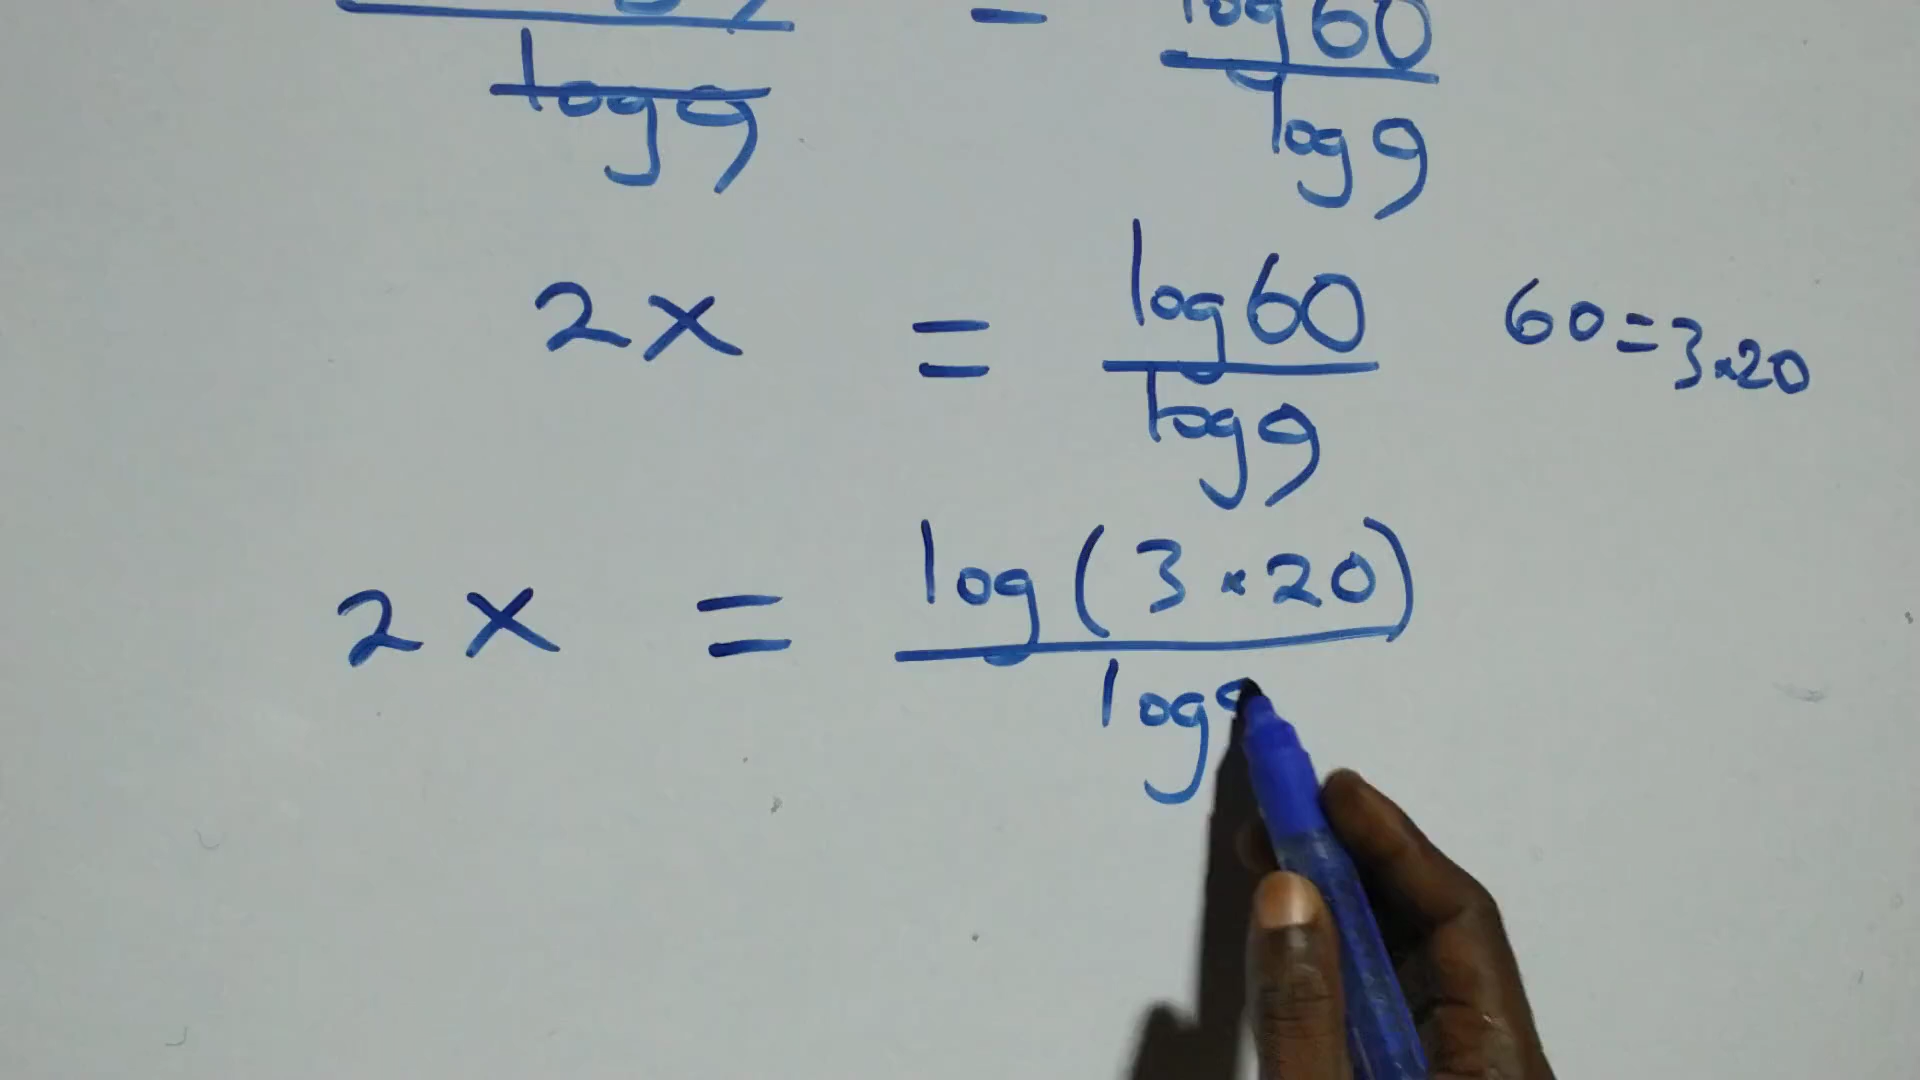 - log 60
log 9 log 9
2x = log 60 60 = 3×20
log 9
2x = log (3×20)
log 9